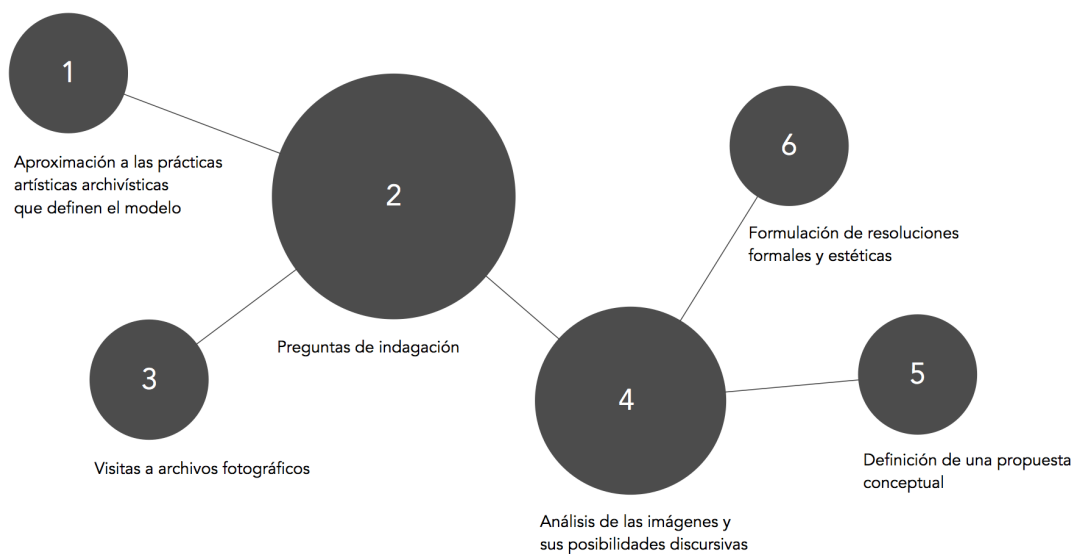 1
Aproximación a las prácticas
artísticas archivísticas
que definen el modelo
2
Preguntas de indagación
3
Visitas a archivos fotográficos
4
Análisis de las imágenes y
sus posibilidades discursivas
5
Definición de una propuesta
conceptual
6
Formulación de resoluciones
formales y estéticas